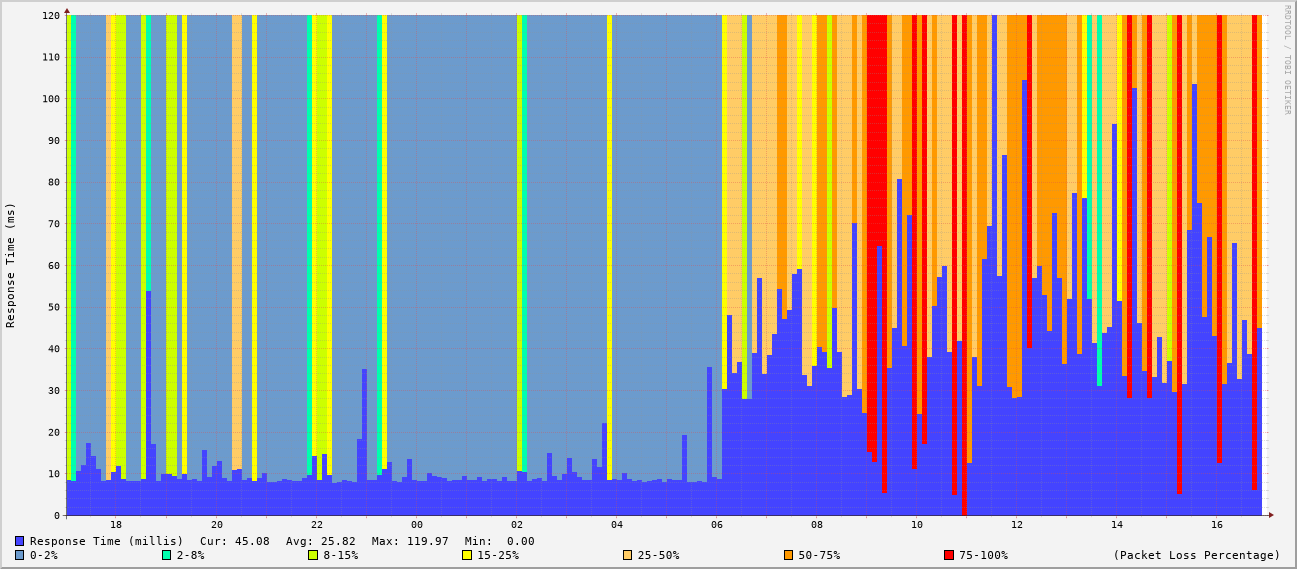 RRDTOOL / TOBI OETIKER
Response Time (ms)
120
110
100
90
80
70
60
50
40
30
20
10
0
18 20 22 00 02 04 06 08 10 12 14 16
Response Time (millis) Cur: 45.08 Avg: 25.82 Max: 119.97 Min: 0.00
0-2% 2-8% 8-15% 15-25% 25-50% 50-75% 75-100% (Packet Loss Percentage)